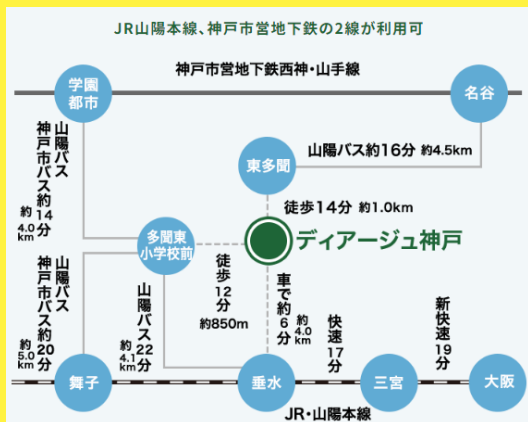 JR山陽本線、神戸市営地下鉄の2線が利用可
神戸市営地下鉄西神・山手線
学園
都市
名谷
山陽バス
神戸市バス約14分
約4.0km
東多聞
山陽バス約16分 約4.5km
徒歩14分 約1.0km
ディアージュ神戸
多聞東
小学校前
徒歩12分
約850m
山陽バス
神戸市バス約20分
約5.0km
山陽バス22分
約4.1km
車で約6分
約4.0km
快速17分
新快速19分
舞子
垂水
三宮
大阪
JR・山陽本線